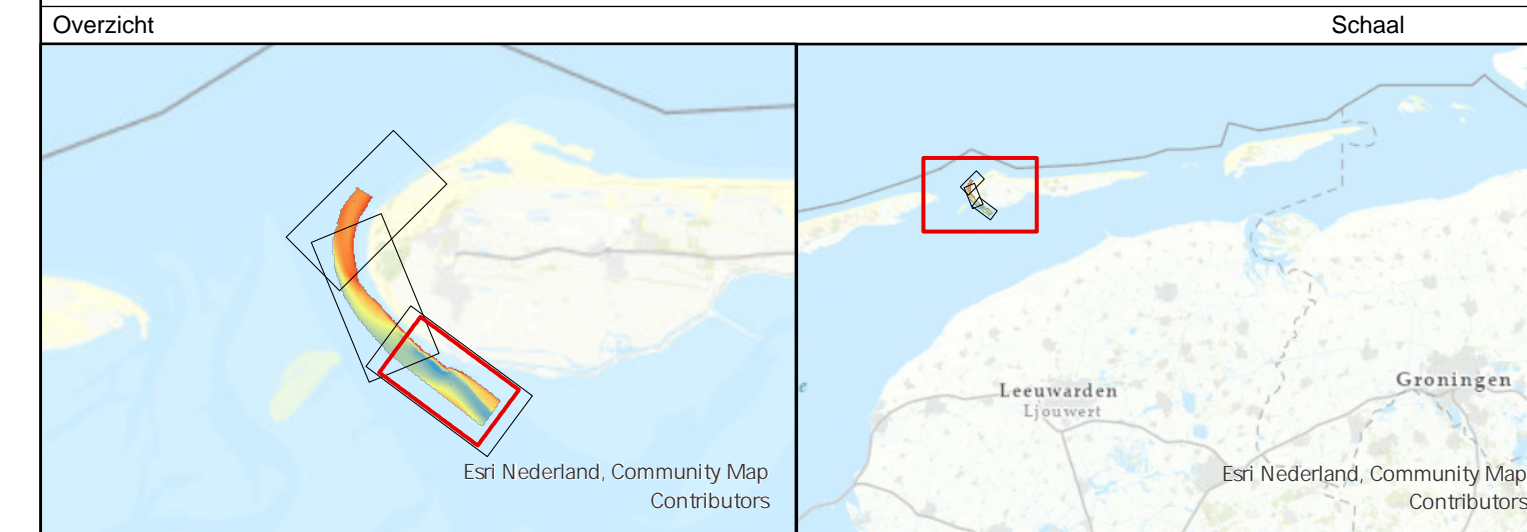 Overzicht
Schaal
Esri Nederland, Community Map
Contributors
e
Leeuwarden
Ljouwert
Groningen
Esri Nederland, Community Map
Contributors